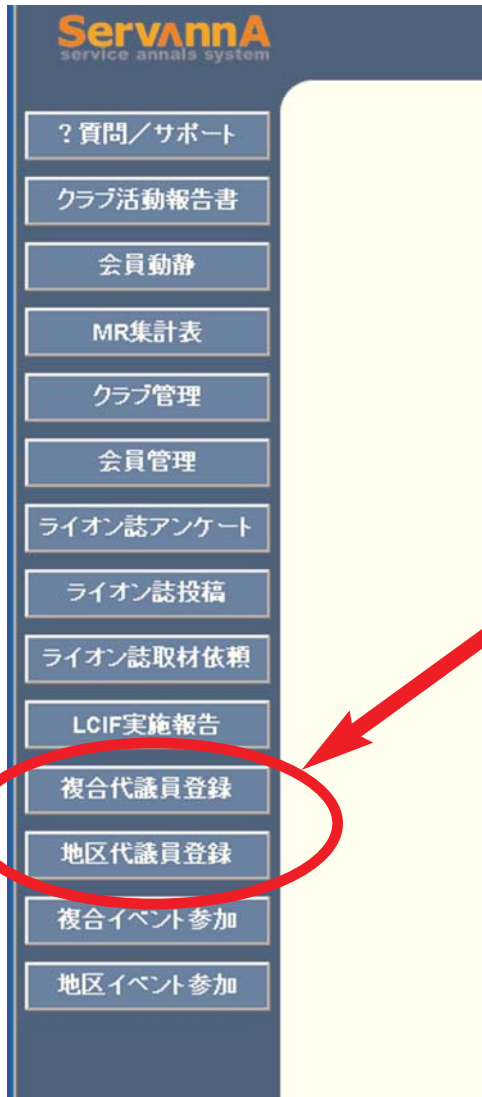 ServannA
service annals system
?質問/サポート
クラブ活動報告書
会員動静
MR集計表
クラブ管理
会員管理
ライオン誌アンケート
ライオン誌投稿
ライオン誌取材依頼
LCIF実施報告
複合代議員登録
地区代議員登録
複合イベント参加
地区イベント参加